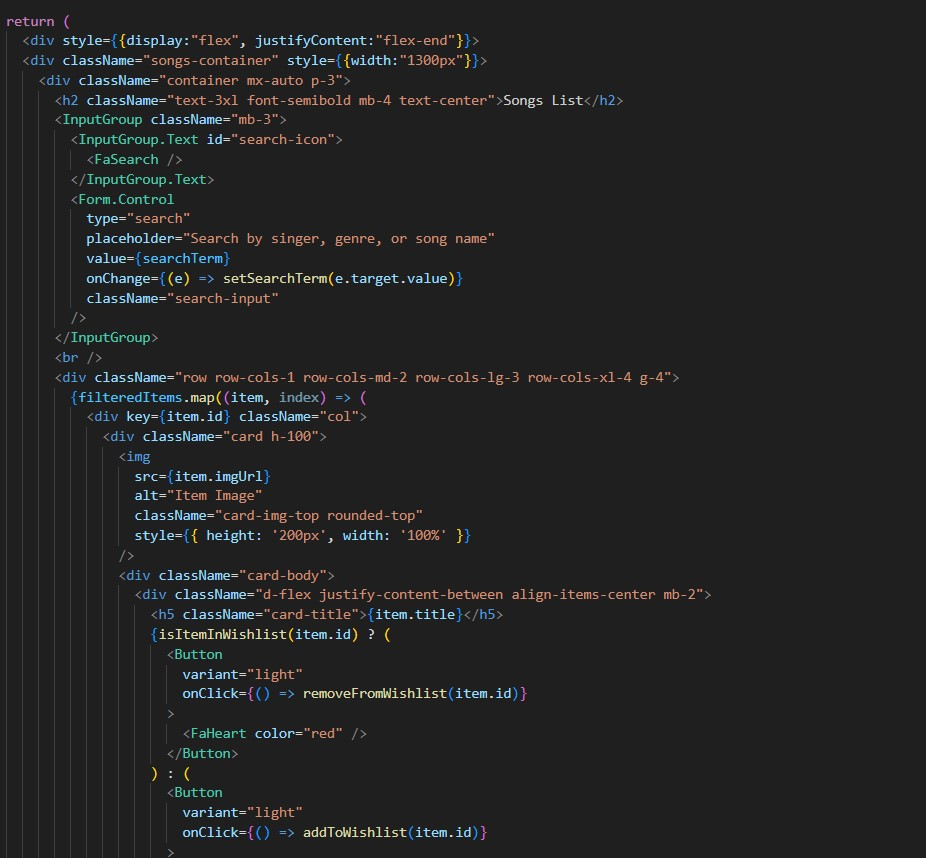 return (
<div style={{display:"flex", justifyContent:"flex-end"}}>
<div className="songs-container" style={{width:"1300px"}}>
<div className="container mx-auto p-3">
<h2 className="text-3xl font-semibold mb-4 text-center">Songs List</h2>
<InputGroup className="mb-3">
<InputGroup.Text id="search-icon">
<FaSearch />
</InputGroup.Text>
<Form.Control
type="search"
placeholder="Search by singer, genre, or song name"
value={searchTerm}
onChange={(e) => setSearchTerm(e.target.value)}
className="search-input"
/>
</InputGroup>
<br />
<div className="row row-cols-1 row-cols-md-2 row-cols-lg-3 row-cols-xl-4 g-4">
{filteredItems.map((item, index) => (
<div key={item.id} className="col">
<div className="card h-100">
<img
src={item.imgUrl}
alt="Item Image"
className="card-img-top rounded-top"
style={{ height: '200px', width: '100%' }}
/>
<div className="card-body">
<div className="d-flex justify-content-between align-items-center mb-2">
<h5 className="card-title">{item.title}</h5>
{isItemInWishlist(item.id) ? (
<Button
variant="light"
onClick={() => removeFromWishlist(item.id)}
>
<FaHeart color="red" />
</Button>
) : (
<Button
variant="light"
onClick={() => addToWishlist(item.id)}
>